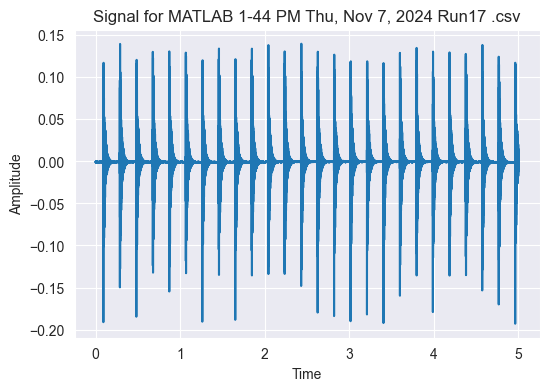 Signal for MATLAB 1-44 PM Thu, Nov 7, 2024 Run17 .csv
0.15
0.10
0.05
0.00
−0.05
−0.10
−0.15
−0.20
Amplitude
0 1 2 3 4 5
Time